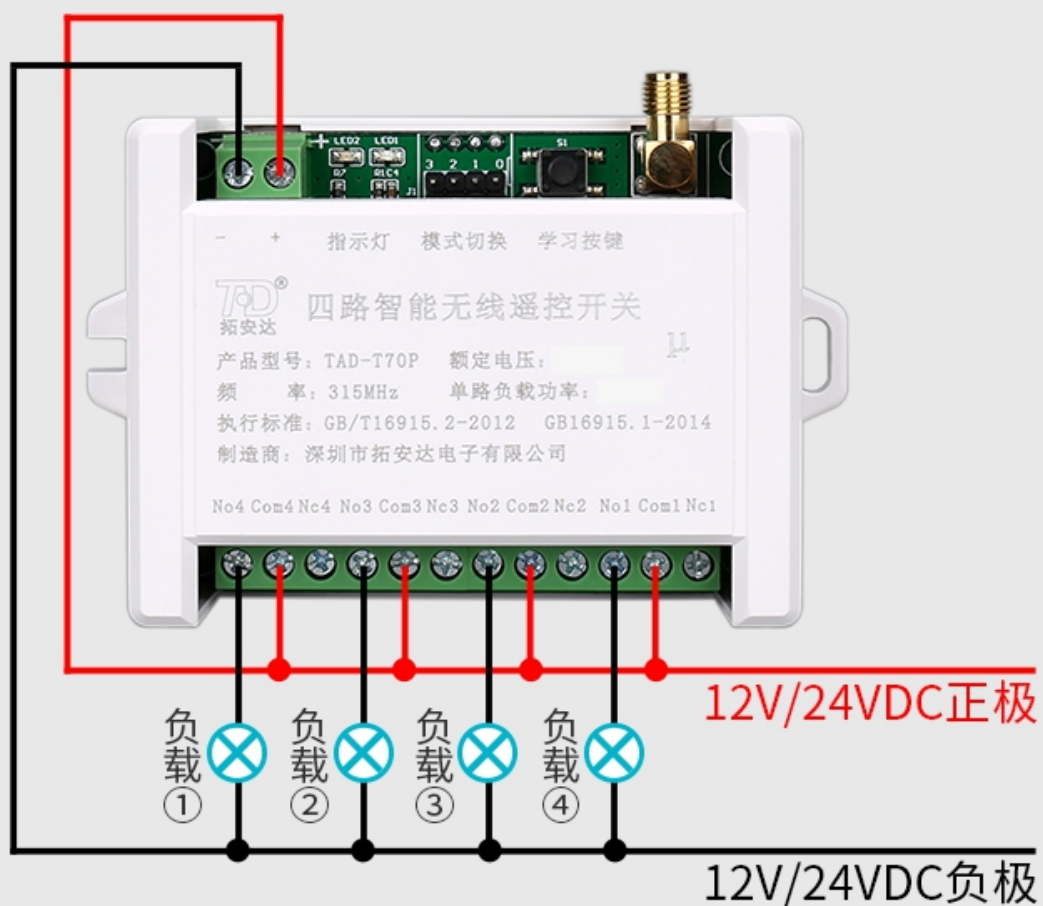 + LED2 LED1
S1
3 2 1 0
R7 R1C4
J1
- + 指示灯 模式切换 学习按键
TAD®
拓安达
四路智能无线遥控开关
μ
产品型号: TAD-T70P 额定电压:
频 率: 315MHz 单路负载功率:
执行标准: GB/T16915.2-2012 GB16915.1-2014
制造商: 深圳市拓安达电子有限公司
No4 Com4 Nc4 No3 Com3 Nc3 No2 Com2 Nc2 No1 Com1 Nc1
12V/24VDC正极
负载①
负载②
负载③
负载④
12V/24VDC负极